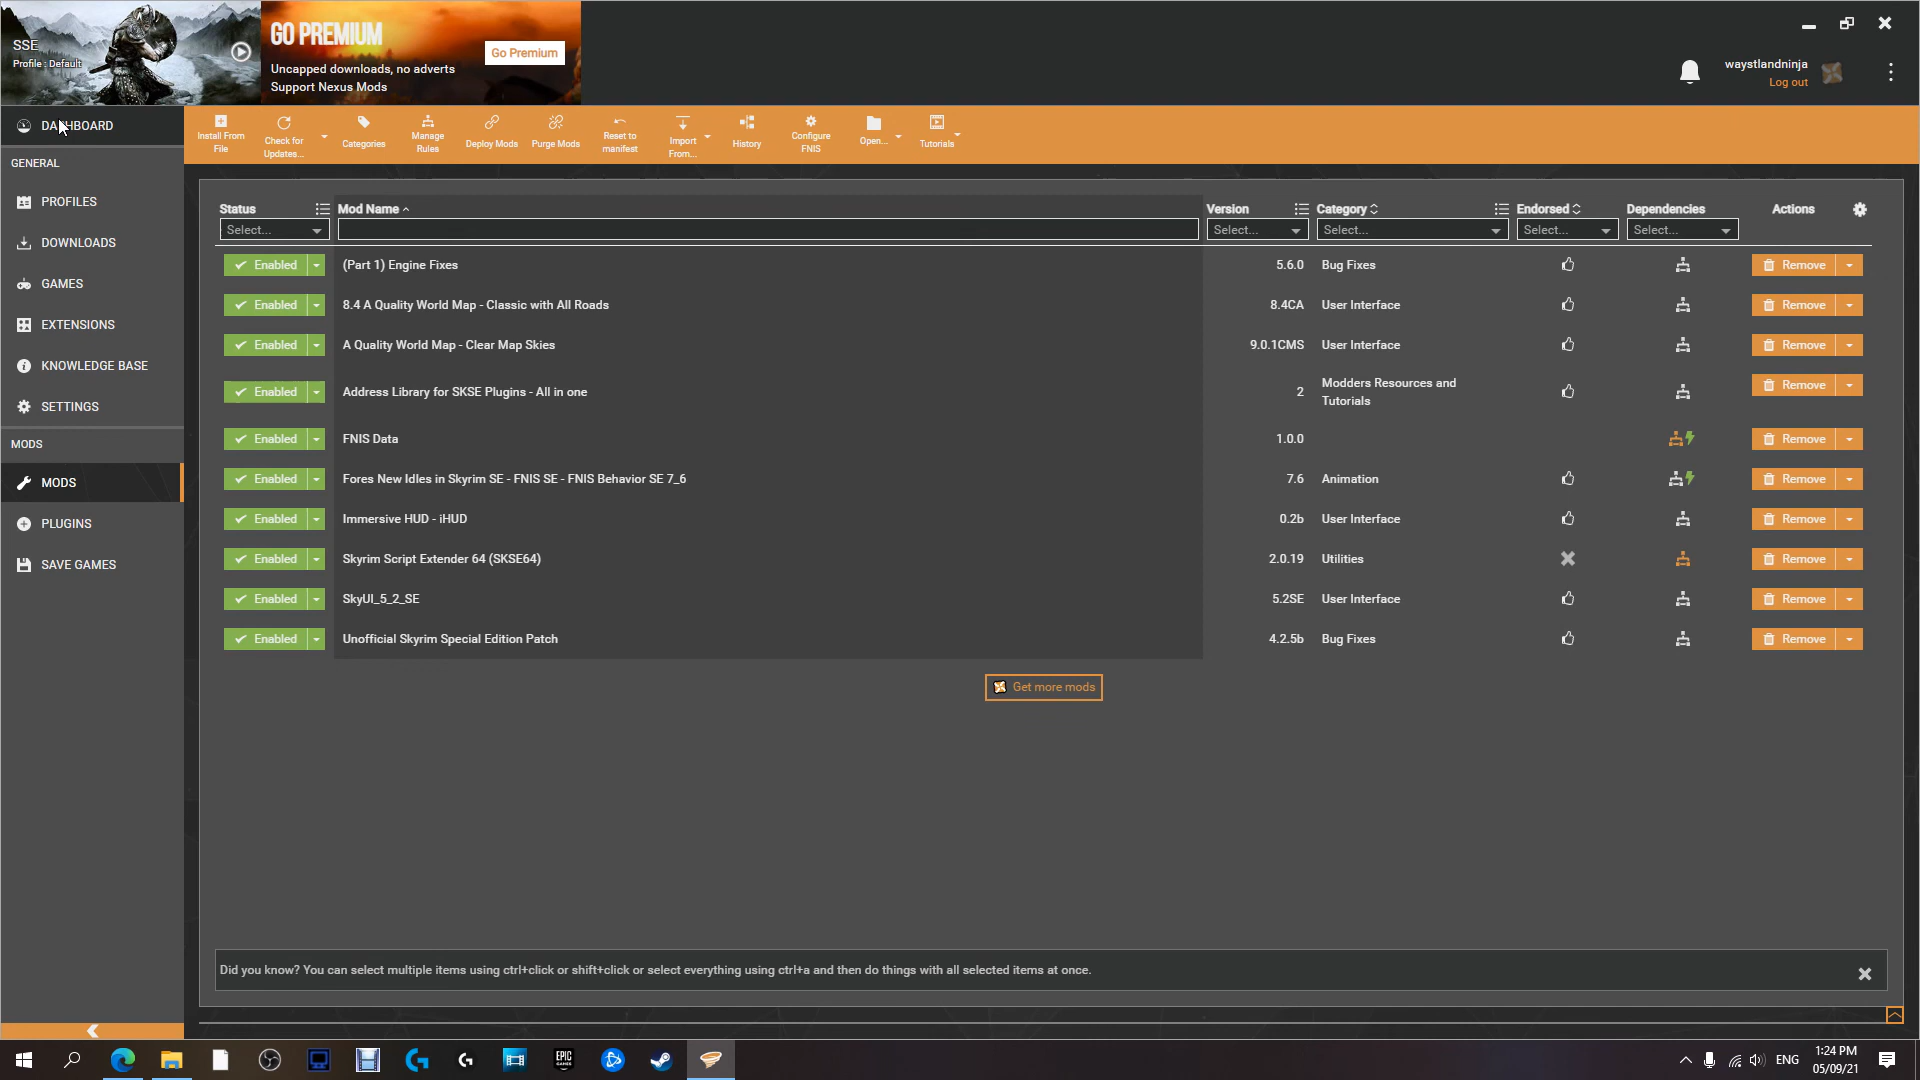 SSE
Profile : Default
GO PREMIUM
Uncapped downloads, no adverts
Support Nexus Mods
Go Premium
waystlandninja
Log out
DASHBOARD
GENERAL
PROFILES
DOWNLOADS
GAMES
EXTENSIONS
KNOWLEDGE BASE
SETTINGS
MODS
MODS
PLUGINS
SAVE GAMES
Install From File
Check for Updates...
Categories
Manage Rules
Deploy Mods
Purge Mods
Reset to manifest
Import From...
History
Configure FNIS
Open...
Tutorials
Status Mod Name Version Category Endorsed Dependencies Actions
Select... Select... Select... Select... Select...
Enabled (Part 1) Engine Fixes 5.6.0 Bug Fixes Remove
Enabled 8.4 A Quality World Map - Classic with All Roads 8.4CA User Interface Remove
Enabled A Quality World Map - Clear Map Skies 9.0.1CMS User Interface Remove
Enabled Address Library for SKSE Plugins - All in one 2 Modders Resources and Tutorials Remove
Enabled FNIS Data 1.0.0 Remove
Enabled Fores New Idles in Skyrim SE - FNIS SE - FNIS Behavior SE 7_6 7.6 Animation Remove
Enabled Immersive HUD - iHUD 0.2b User Interface Remove
Enabled Skyrim Script Extender 64 (SKSE64) 2.0.19 Utilities Remove
Enabled SkyUI_5_2_SE 5.2SE User Interface Remove
Enabled Unofficial Skyrim Special Edition Patch 4.2.5b Bug Fixes Remove
Get more mods
Did you know? You can select multiple items using ctrl+click or shift+click or select everything using ctrl+a and then do things with all selected items at once.
EPIC GAMES
ENG
1:24 PM
05/09/21